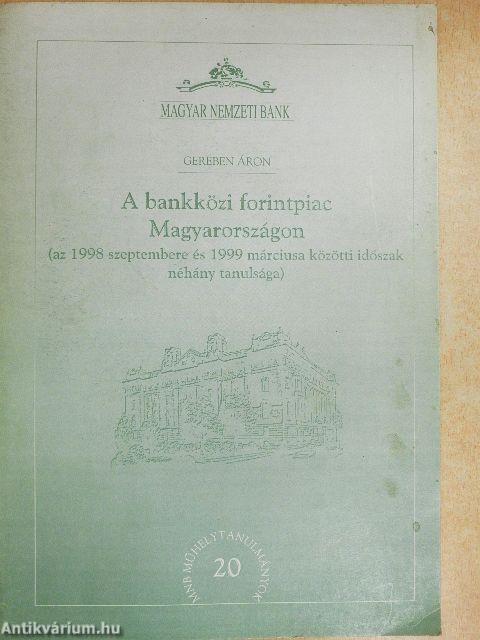 MAGYAR NEMZETI BANK
GEREBEN ÁRON
A bankközi forintpiac
Magyarországon
(az 1998 szeptembere és 1999 márciusa közötti időszak
néhány tanulsága)
MNB MŰHELYTANULMÁNYOK
20
Antikvárium.hu